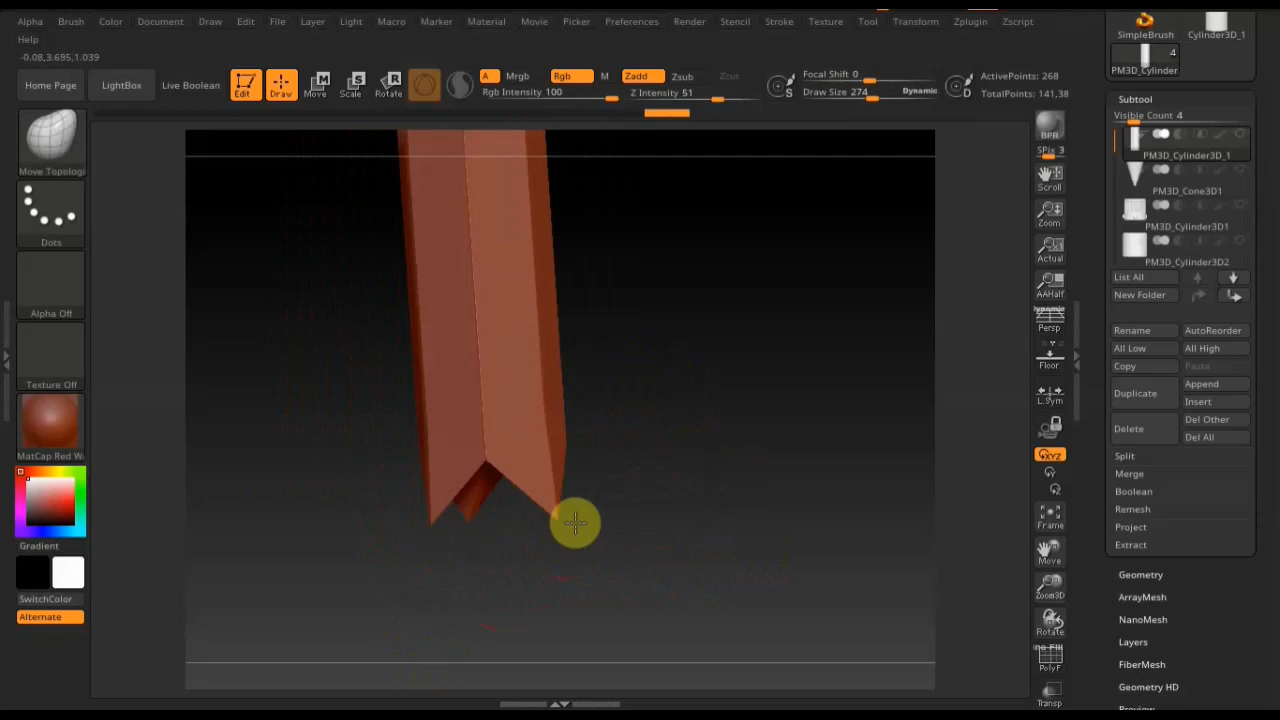 Alpha Brush Color Document Draw Edit File Layer Light Macro Marker Material Movie Picker Preferences Render Stencil Stroke Texture Tool Transform Zplugin Zscript
Help
-0.08,3.695,1.039
SimpleBrush Cylinder3D_1
4
PM3D_Cylinder
Home Page LightBox Live Boolean Edit Draw Move Scale Rotate
A Mrgb Rgb M Zadd Zsub Zcut
Rgb Intensity 100 Z Intensity 51
S Focal Shift 0
Draw Size 274 Dynamic D
ActivePoints: 268
TotalPoints: 141,38
Move Topologi
Dots
Alpha Off
Texture Off
MatCap Red W
Gradient
SwitchColor
Alternate
BPR
SPix 3
Scroll
Zoom
Actual
AAHalf
Dynamic
Persp
Floor
L.Sym
XYZ
Frame
Move
Zoom3D
Rotate
PolyF
Transp
Subtool
Visible Count 4
PM3D_Cylinder3D_1
PM3D_Cone3D1
PM3D_Cylinder3D1
PM3D_Cylinder3D2
List All
New Folder
Rename AutoReorder
All Low All High
Copy Paste
Duplicate Append
Insert
Delete Del Other
Del All
Split
Merge
Boolean
Remesh
Project
Extract
Geometry
ArrayMesh
NanoMesh
Layers
FiberMesh
Geometry HD